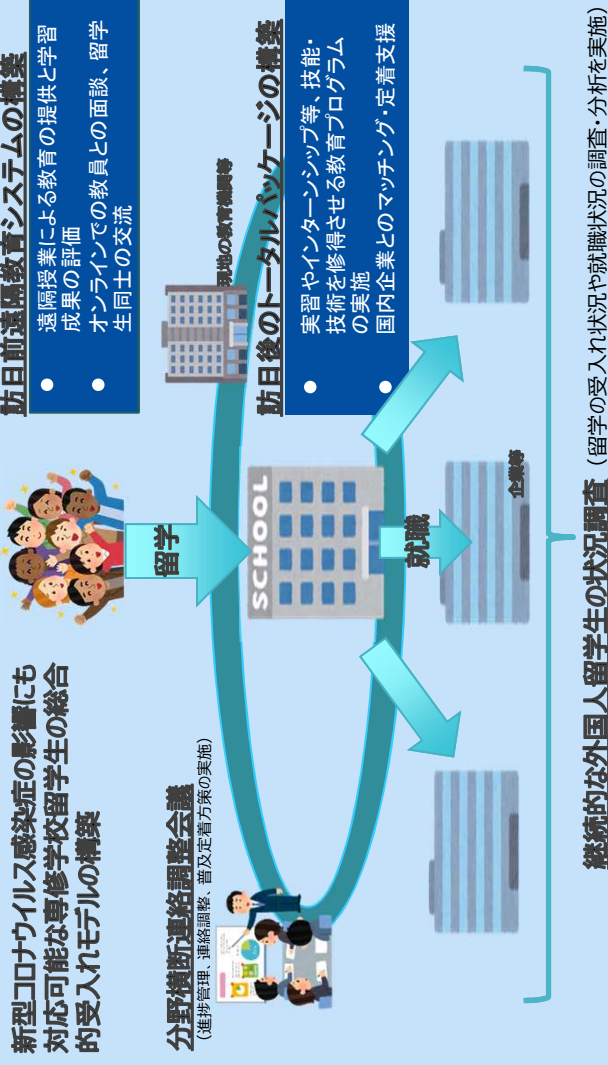 新型コロナウイルス感染症の影響にも
対応可能な専修学校留学生の総合
的受入れモデルの構築
訪日前遠隔教育システムの構築
● 遠隔授業による教育の提供と学習
成果の評価
● オンラインでの教員との面談、留学
生同士の交流
留学
分野横断連絡調整会議
(進捗管理、連絡調整、普及定着方策の実施)
SCHOOL
現地の教育機関等
訪日後のトータルパッケージの構築
● 実習やインターンシップ等、技能・
技術を修得させる教育プログラム
の実施
● 国内企業とのマッチング・定着支援
就職
企業等
継続的な外国人留学生の状況調査 (留学の受入れ状況や就職状況の調査・分析を実施)